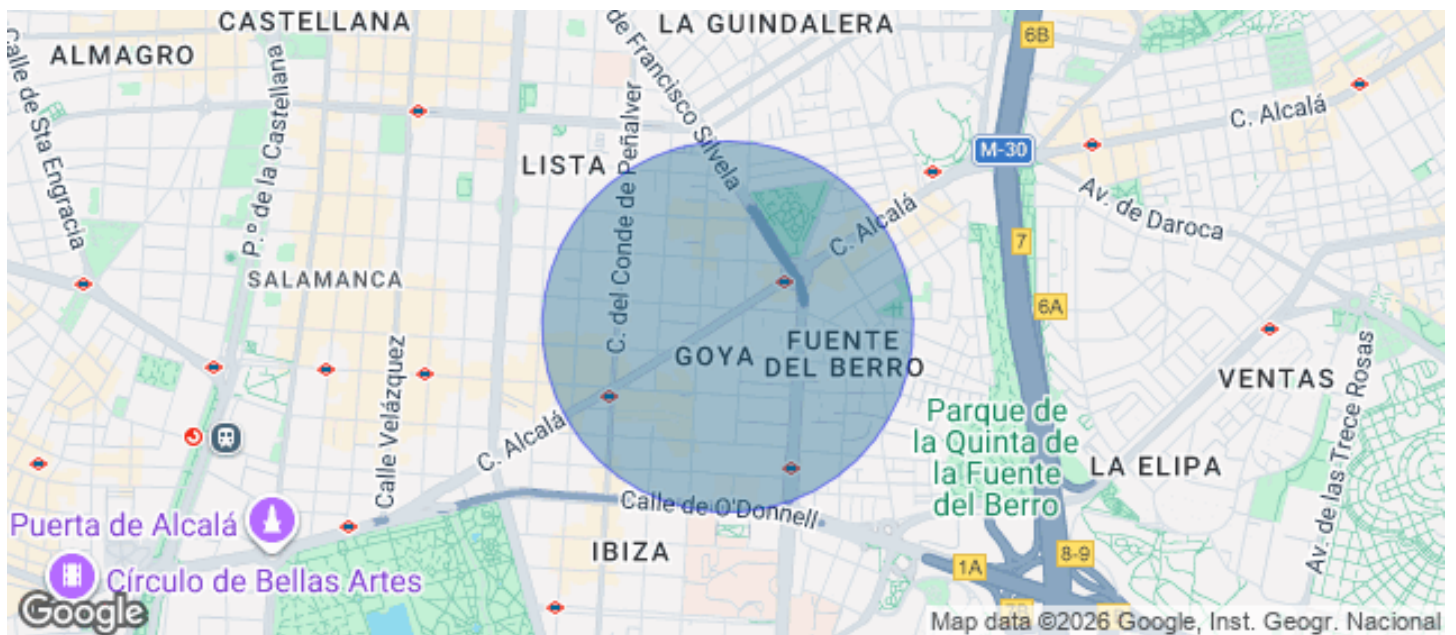 CASTELLANA
LA GUINDALERA
6B
ALMAGRO
Calle de Sta Engracia
P.º de la Castellana
de Francisco Silvela
C. Alcalá
M-30
LISTA
C. del Conde de Peñalver
Av. de Daroca
C. Alcalá
7
SALAMANCA
6A
Calle Velázquez
GOYA
FUENTE
DEL BERRO
VENTAS
Av. de las Trece Rosas
Parque de
la Quinta de
la Fuente
del Berro
C. Alcalá
LA ELIPA
Calle de O'Donnell
Puerta de Alcalá
IBIZA
8-9
1A
Círculo de Bellas Artes
Google
Map data ©2026 Google, Inst. Geogr. Nacional